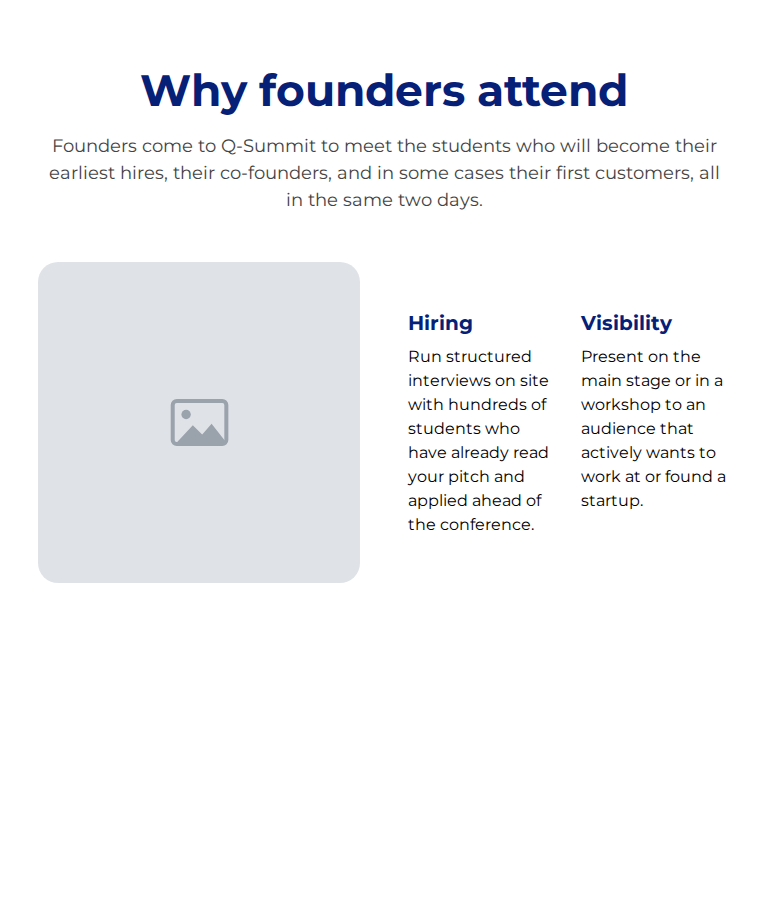 Why founders attend
Founders come to Q-Summit to meet the students who will become their
earliest hires, their co-founders, and in some cases their first customers, all
in the same two days.
Hiring
Run structured
interviews on site
with hundreds of
students who
have already read
your pitch and
applied ahead of
the conference.
Visibility
Present on the
main stage or in a
workshop to an
audience that
actively wants to
work at or found a
startup.